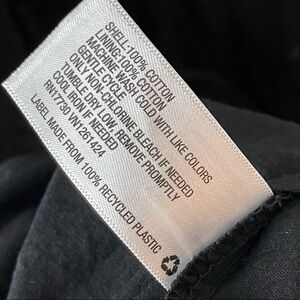 SHELL:100% COTTON
LINING:100% COTTON
MACHINE WASH COLD WITH LIKE COLORS
GENTLE CYCLE
ONLY NON-CHLORINE BLEACH IF NEEDED
TUMBLE DRY LOW, REMOVE PROMPTLY
COOL IRON IF NEEDED
RN17730 VN1261424
LABEL MADE FROM 100% RECYCLED PLASTIC